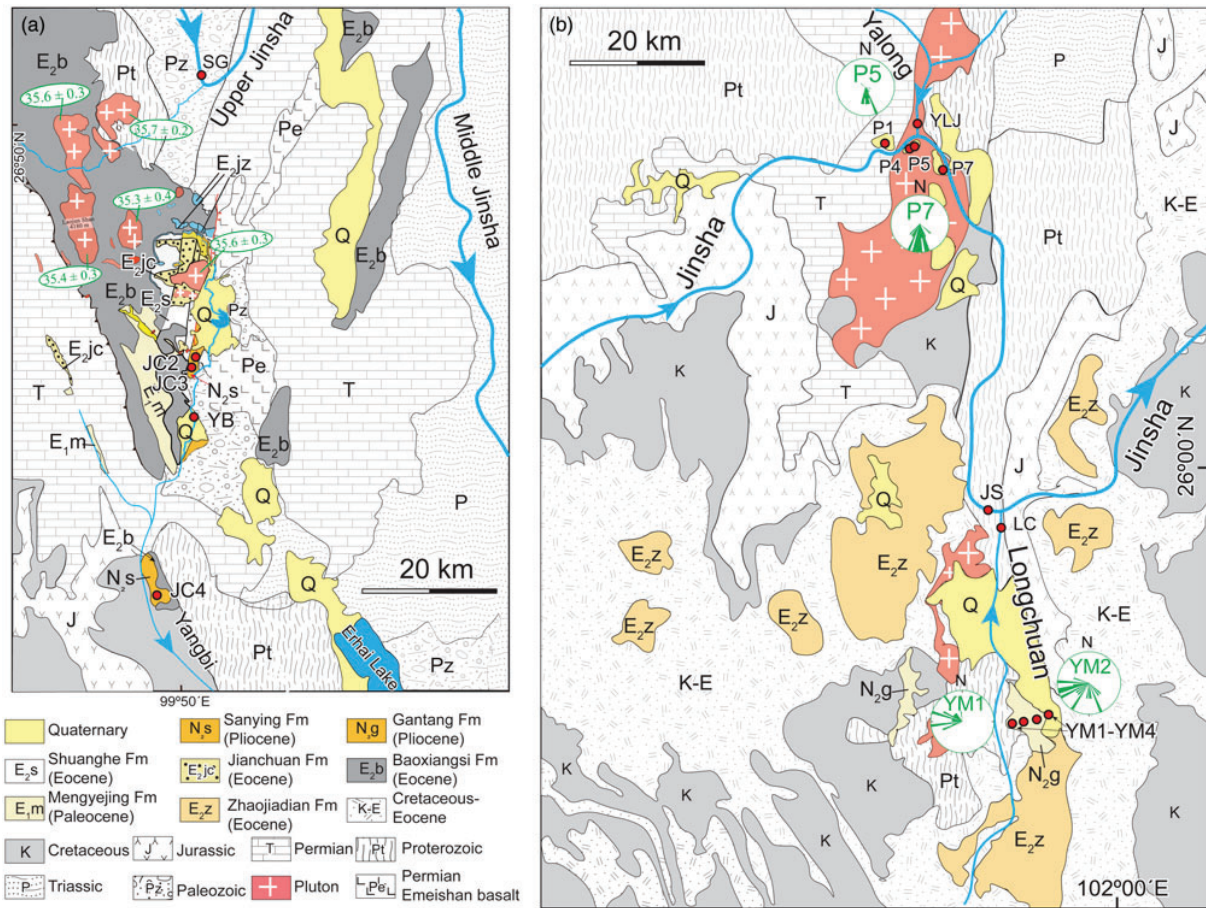 (a)
E₂b
E₂b
Pt
Pz
SG
Upper Jinsha
35.6 ± 0.3
35.7 ± 0.2
26°50´N
Pe
Middle Jinsha
E₂jz
35.3 ± 0.4
Q
E₂b
E₂jc
35.6 ± 0.3
35.4 ± 0.3
E₂b
E₂s
Q
Pz
E₂jc
JC2
JC3
Pe
T
E₁m
N₂s
T
YB
E₁m
Q
E₂b
Q
P
E₂b
N₂s
JC4
20 km
Q
J
Yangbi
Pt
Erhai Lake
Pz
99°50´E
Quaternary
N₂s Sanying Fm
(Pliocene)
N₂g Gantang Fm
(Pliocene)
E₂s Shuanghe Fm
(Eocene)
E₂jc Jianchuan Fm
(Eocene)
E₂b Baoxiangsi Fm
(Eocene)
E₁m Mengyejing Fm
(Paleocene)
E₂z Zhaojiadian Fm
(Eocene)
K-E Cretaceous-
Eocene
K Cretaceous
J Jurassic
T Permian
Pt Proterozoic
P Triassic
Pz Paleozoic
Pluton
Pe Permian
Emeishan basalt
(b)
20 km
Yalong
N
P5
Pt
P
J
YLJ
P1
J
P4
P5
P7
Q
T
N
P7
K-E
Jinsha
Pt
Q
J
K
K
T
E₂z
K
Jinsha
26°00´N
J
Q
JS
LC
E₂z
E₂z
Longchuan
Q
E₂z
E₂z
K-E
K-E
N
YM2
N₂g
N
YM1
YM1-YM4
K
Pt
N₂g
K
K
K
E₂z
K
102°00´E